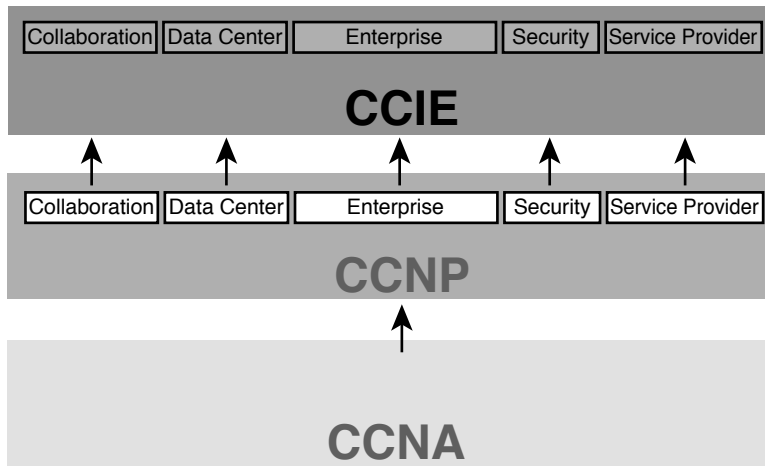 Collaboration Data Center Enterprise Security Service Provider
CCIE
Collaboration Data Center Enterprise Security Service Provider
CCNP
CCNA